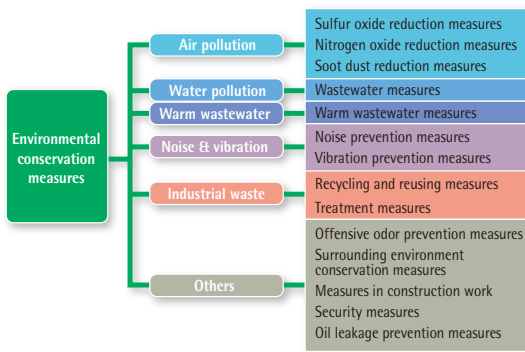 Environmental
conservation
measures
Air pollution
Sulfur oxide reduction measures
Nitrogen oxide reduction measures
Soot dust reduction measures
Water pollution
Wastewater measures
Warm wastewater
Warm wastewater measures
Noise & vibration
Noise prevention measures
Vibration prevention measures
Industrial waste
Recycling and reusing measures
Treatment measures
Others
Offensive odor prevention measures
Surrounding environment
conservation measures
Measures in construction work
Security measures
Oil leakage prevention measures